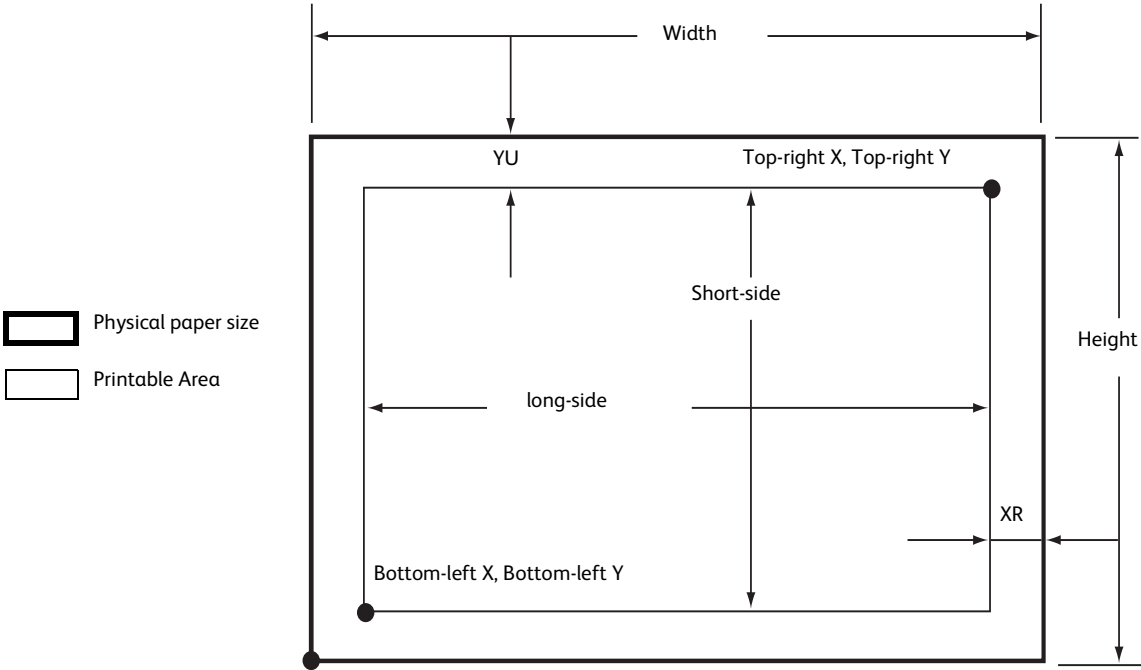 Width
YU
Top-right X, Top-right Y
Short-side
Physical paper size
Height
Printable Area
long-side
XR
Bottom-left X, Bottom-left Y